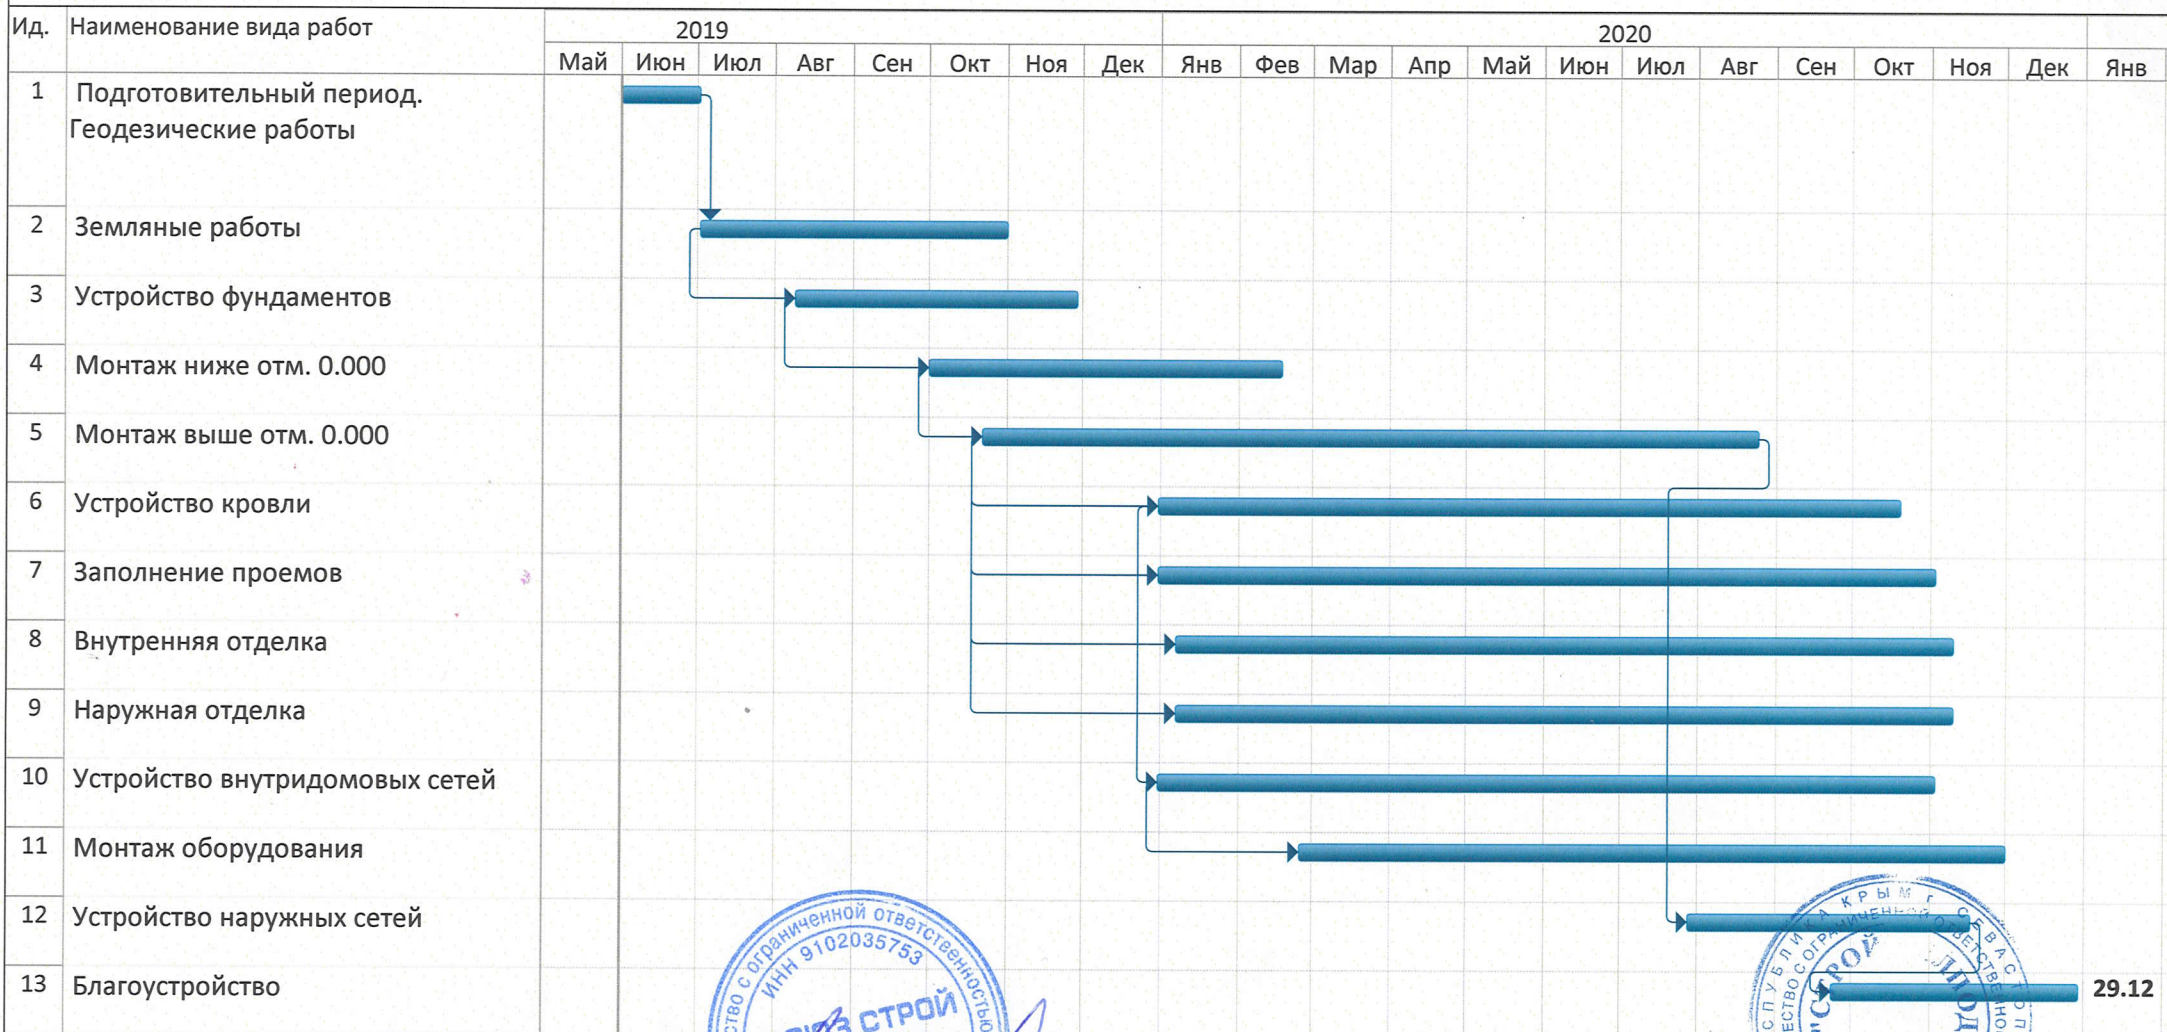 Ид. Наименование вида работ 2019 2020
Май Июн Июл Авг Сен Окт Ноя Дек Янв Фев Мар Апр Май Июн Июл Авг Сен Окт Ноя Дек Янв
1 Подготовительный период.
Геодезические работы
2 Земляные работы
3 Устройство фундаментов
4 Монтаж ниже отм. 0.000
5 Монтаж выше отм. 0.000
6 Устройство кровли
7 Заполнение проемов
8 Внутренняя отделка
9 Наружная отделка
10 Устройство внутридомовых сетей
11 Монтаж оборудования
12 Устройство наружных сетей
13 Благоустройство 29.12
с ограниченной ответственностью
ИНН 9102035753
СТРОЙ
КРЫМ г. СЕВАСТОП